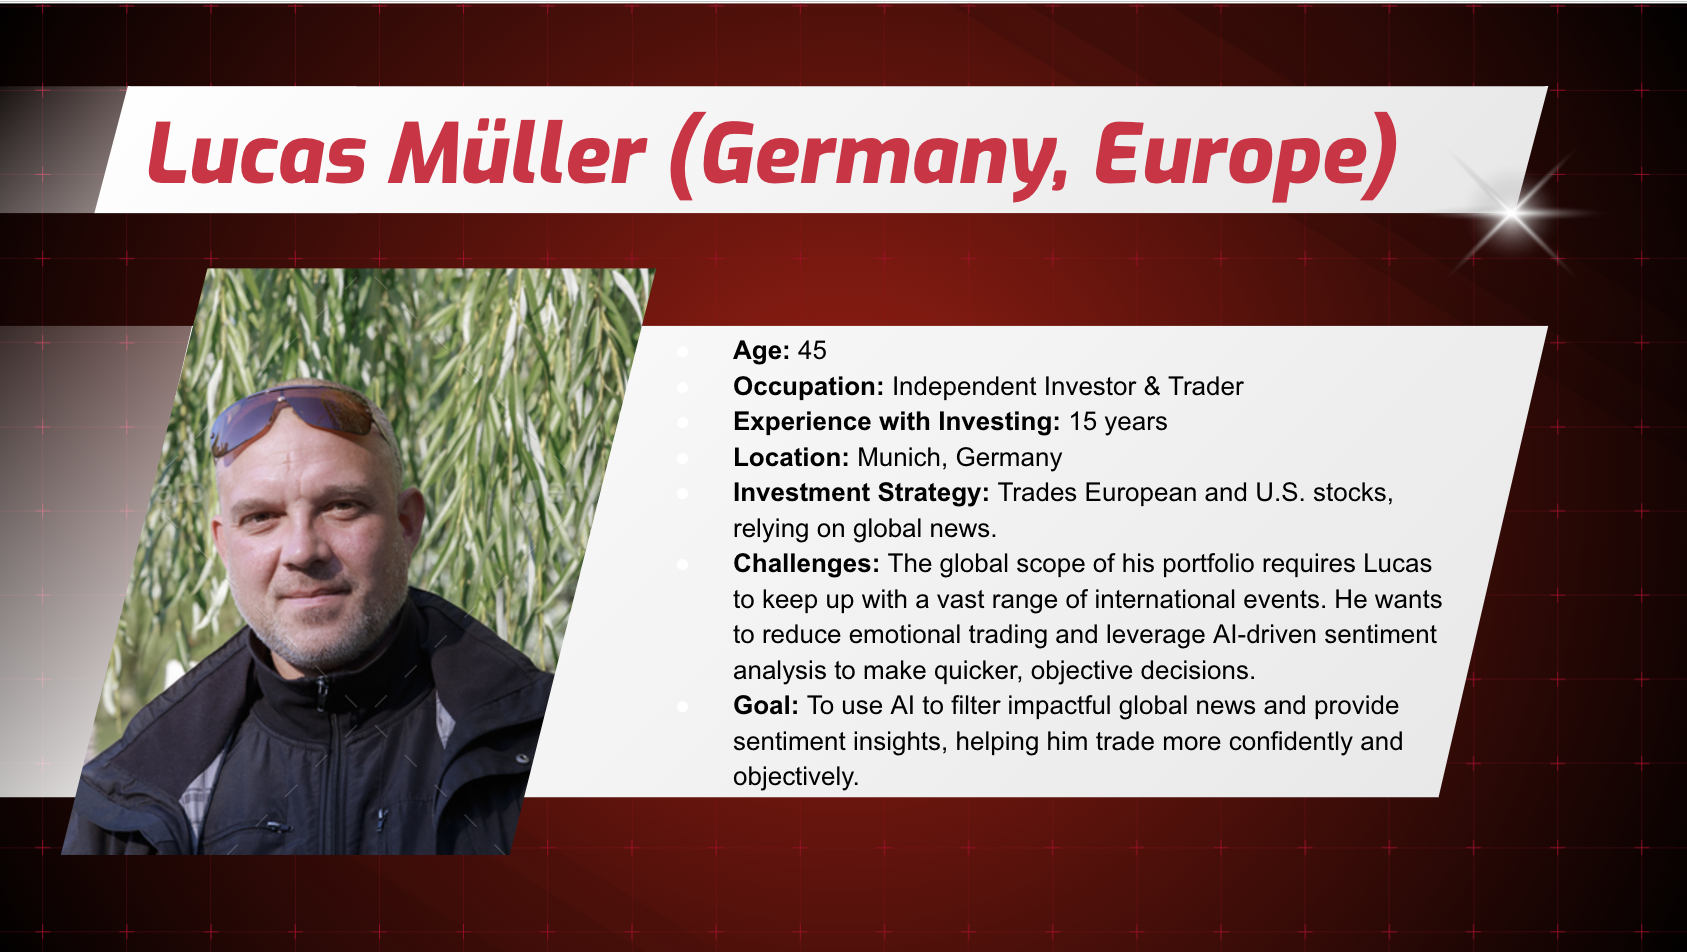 Lucas Müller (Germany, Europe)
Age: 45
Occupation: Independent Investor & Trader
Experience with Investing: 15 years
Location: Munich, Germany
Investment Strategy: Trades European and U.S. stocks,
relying on global news.
Challenges: The global scope of his portfolio requires Lucas
to keep up with a vast range of international events. He wants
to reduce emotional trading and leverage AI-driven sentiment
analysis to make quicker, objective decisions.
Goal: To use AI to filter impactful global news and provide
sentiment insights, helping him trade more confidently and
objectively.